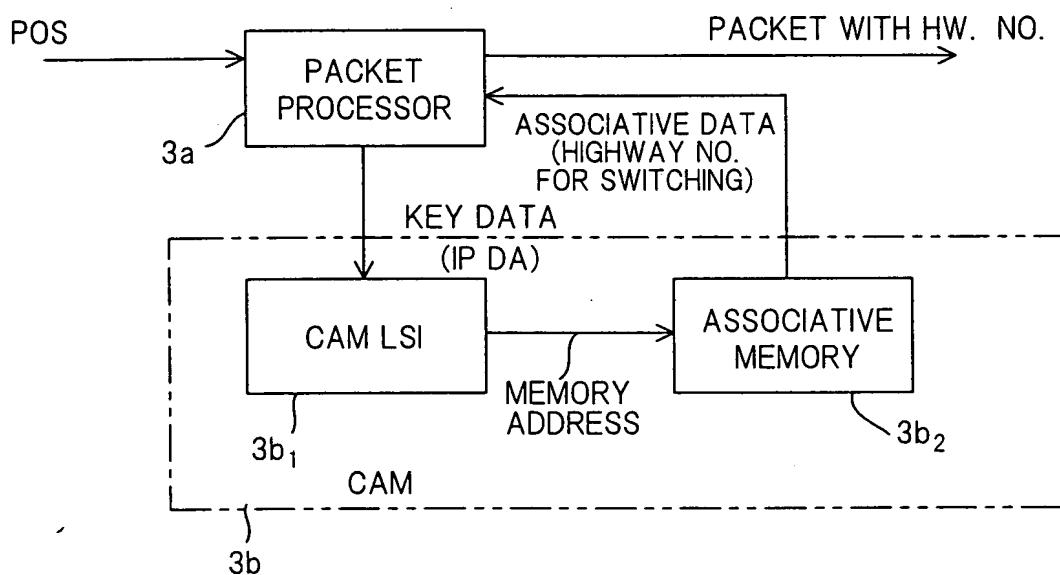 POS
PACKET WITH HW. NO.
PACKET
PROCESSOR
3a
ASSOCIATIVE DATA
(HIGHWAY NO.
FOR SWITCHING)
KEY DATA
(IP DA)
CAM LSI
ASSOCIATIVE
MEMORY
MEMORY
ADDRESS
3b1
3b2
CAM
3b